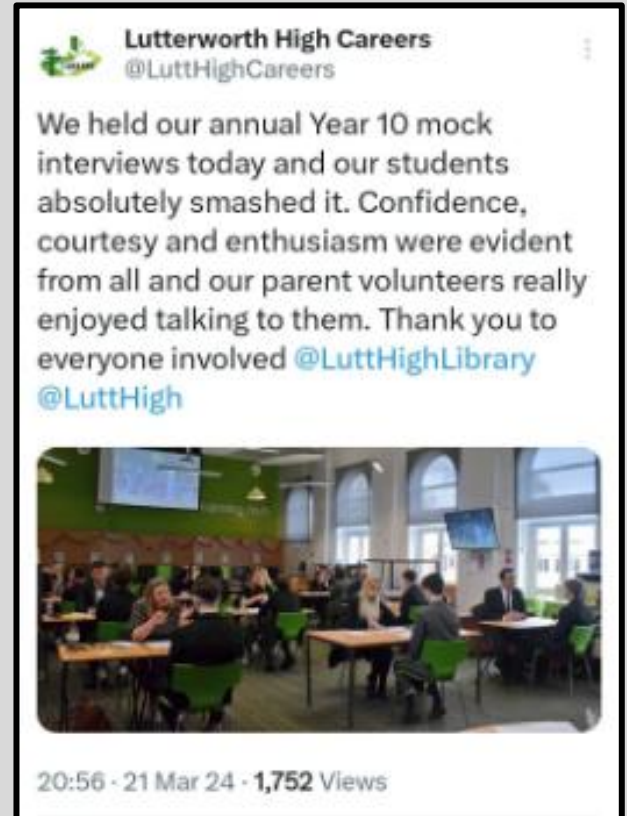 Lutterworth High Careers
@LuttHighCareers
We held our annual Year 10 mock
interviews today and our students
absolutely smashed it. Confidence,
courtesy and enthusiasm were evident
from all and our parent volunteers really
enjoyed talking to them. Thank you to
everyone involved @LuttHighLibrary
@LuttHigh
20:56 · 21 Mar 24 · 1,752 Views